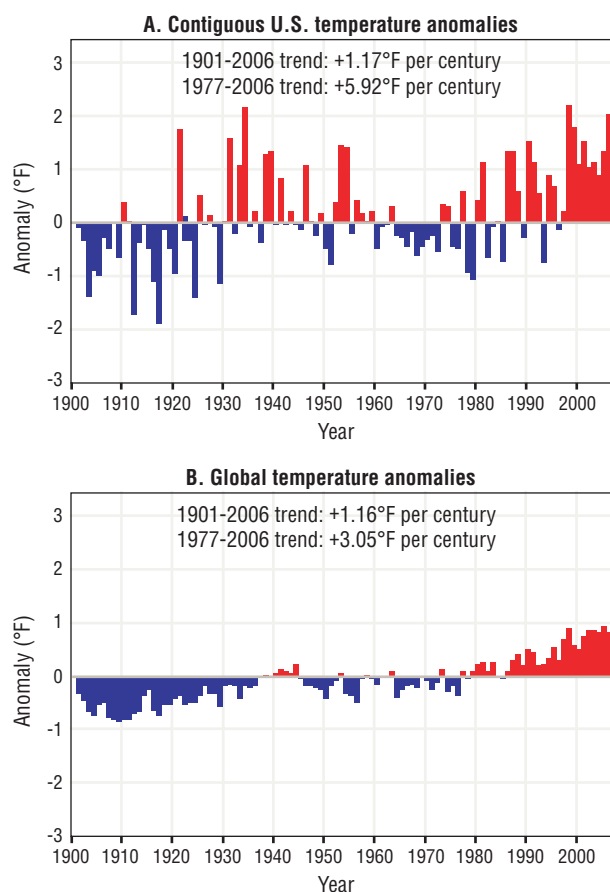 A. Contiguous U.S. temperature anomalies
1901-2006 trend: +1.17°F per century
1977-2006 trend: +5.92°F per century
Anomaly (°F)
3
2
1
0
-1
-2
-3
1900 1910 1920 1930 1940 1950 1960 1970 1980 1990 2000
Year
B. Global temperature anomalies
1901-2006 trend: +1.16°F per century
1977-2006 trend: +3.05°F per century
Anomaly (°F)
3
2
1
0
-1
-2
-3
1900 1910 1920 1930 1940 1950 1960 1970 1980 1990 2000
Year